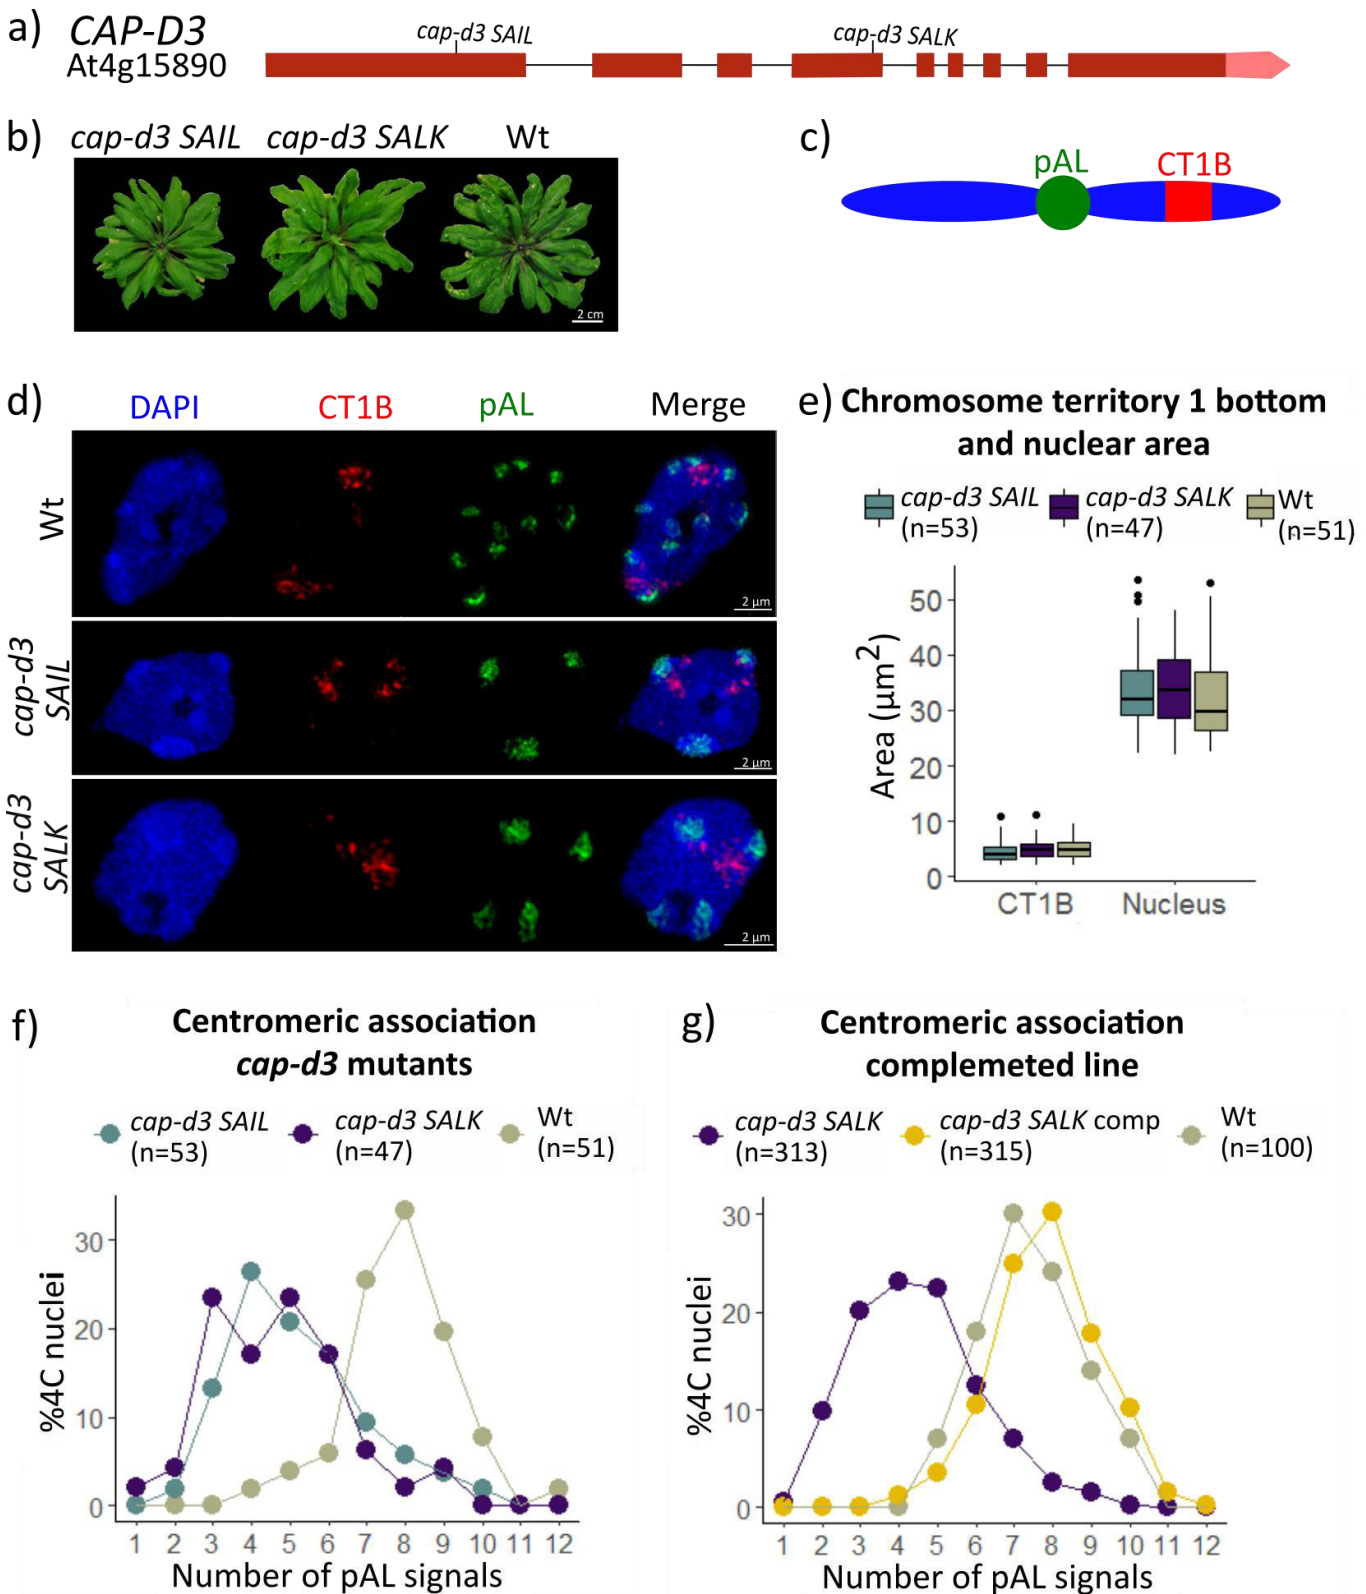 a) CAP-D3
At4g15890
cap-d3 SAIL
cap-d3 SALK
b)
cap-d3 SAIL cap-d3 SALK Wt
2 cm
c)
pAL CT1B
d)
DAPI CT1B pAL Merge
Wt
2 µm
cap-d3
SAIL
2 µm
cap-d3
SALK
2 µm
e) Chromosome territory 1 bottom
and nuclear area
cap-d3 SAIL
(n=53)
cap-d3 SALK
(n=47)
Wt
(n=51)
Area (µm²)
50
40
30
20
10
0
CT1B Nucleus
f) Centromeric association
cap-d3 mutants
cap-d3 SAIL
(n=53)
cap-d3 SALK
(n=47)
Wt
(n=51)
%4C nuclei
30
20
10
0
1 2 3 4 5 6 7 8 9 10 11 12
Number of pAL signals
g) Centromeric association
complemeted line
cap-d3 SALK
(n=313)
cap-d3 SALK comp
(n=315)
Wt
(n=100)
%4C nuclei
30
20
10
0
1 2 3 4 5 6 7 8 9 10 11 12
Number of pAL signals